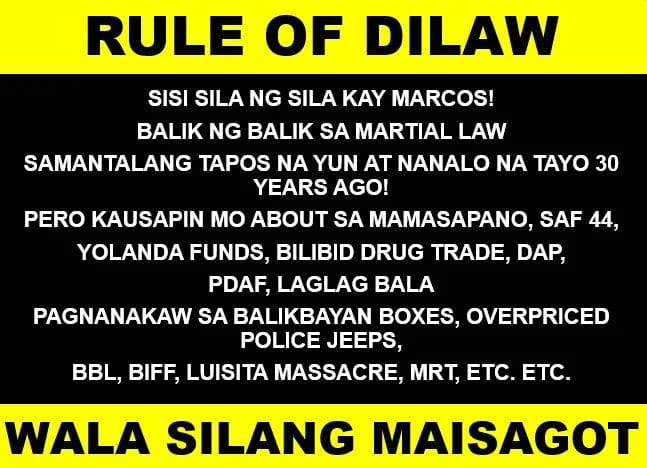 RULE OF DILAW
SISI SILA NG SILA KAY MARCOS!
BALIK NG BALIK SA MARTIAL LAW
SAMANTALANG TAPOS NA YUN AT NANALO NA TAYO 30
YEARS AGO!
PERO KAUSAPIN MO ABOUT SA MAMASAPANO, SAF 44,
YOLANDA FUNDS, BILIBID DRUG TRADE, DAP,
PDAF, LAGLAG BALA
PAGNANAKAW SA BALIKBAYAN BOXES, OVERPRICED
POLICE JEEPS,
BBL, BIFF, LUISITA MASSACRE, MRT, ETC. ETC.
WALA SILANG MAISAGOT